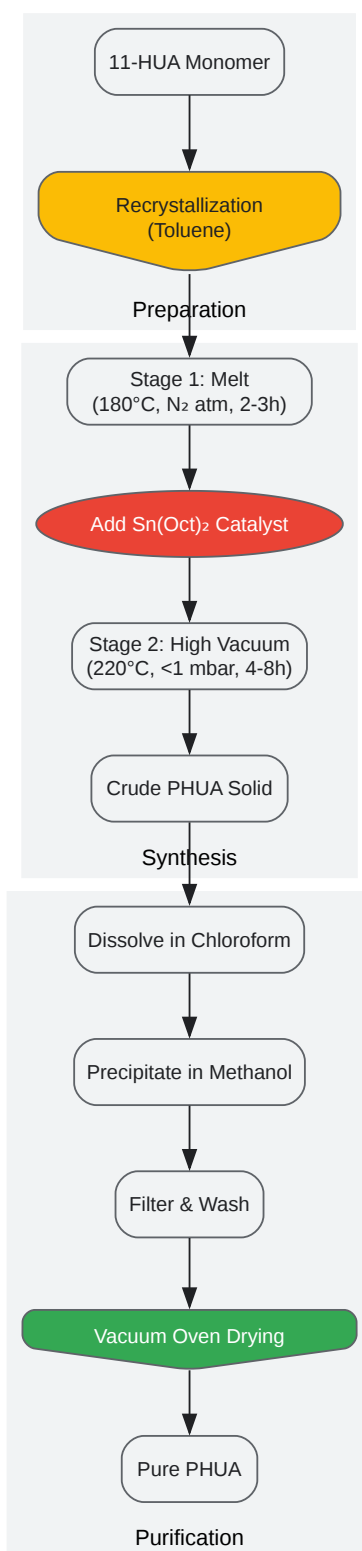 11-HUA Monomer
Recrystallization
(Toluene)
Preparation
Stage 1: Melt
(180°C, N₂ atm, 2-3h)
Add Sn(Oct)₂ Catalyst
Stage 2: High Vacuum
(220°C, <1 mbar, 4-8h)
Crude PHUA Solid
Synthesis
Dissolve in Chloroform
Precipitate in Methanol
Filter & Wash
Vacuum Oven Drying
Pure PHUA
Purification